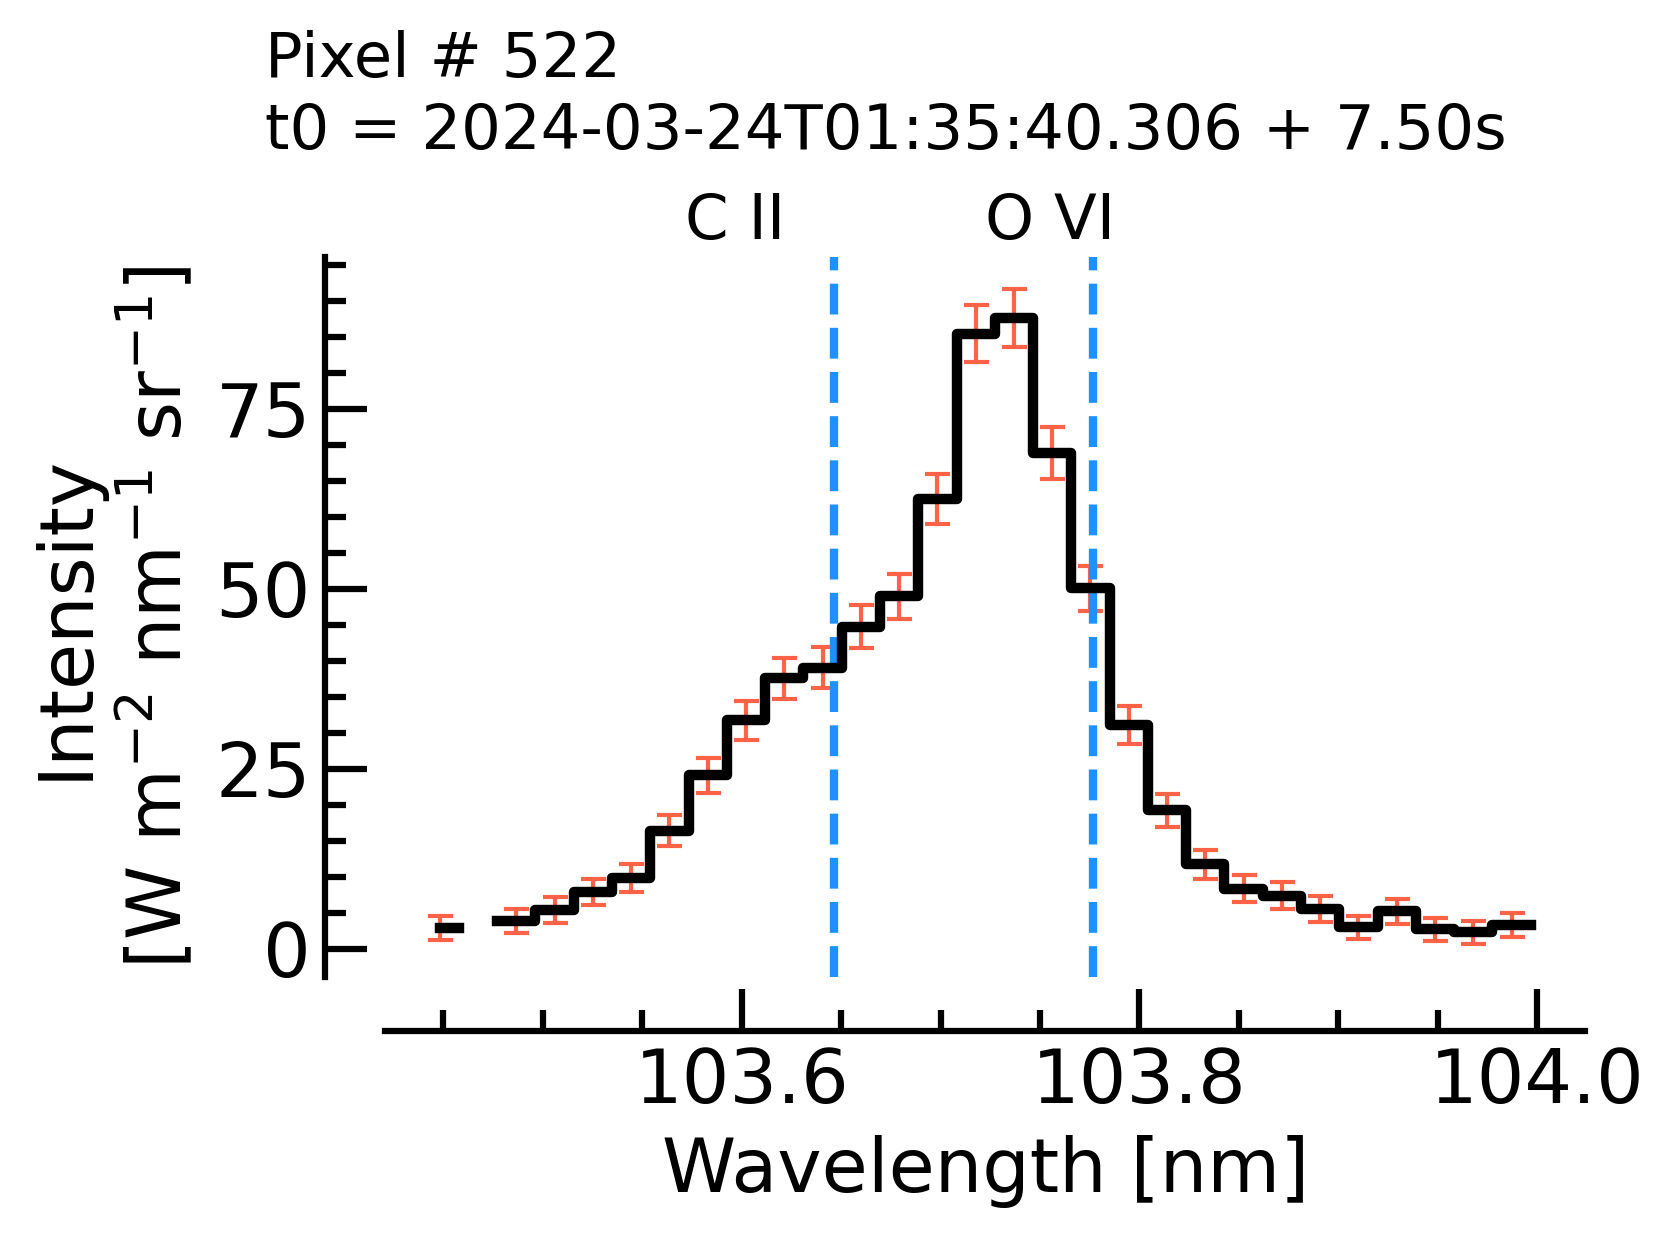 Pixel # 522
t0 = 2024-03-24T01:35:40.306 + 7.50s
C II
O VI
Intensity
[W m⁻² nm⁻¹ sr⁻¹]
75
50
25
0
103.6
103.8
104.0
Wavelength [nm]